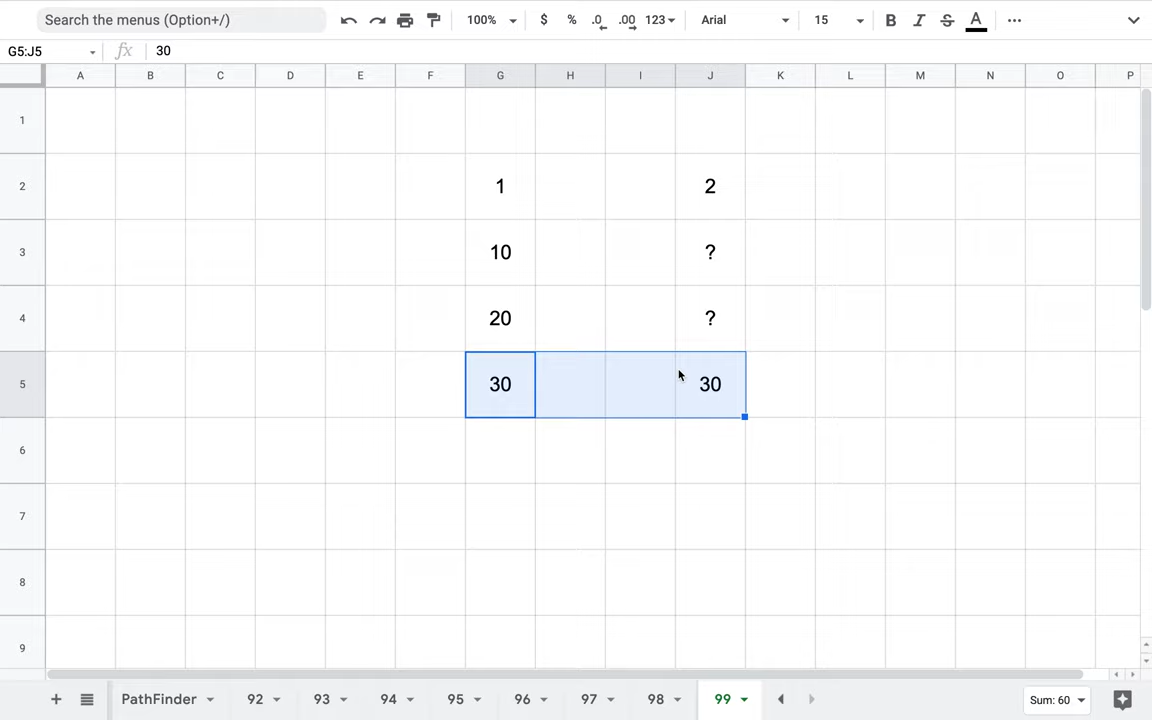 Search the menus (Option+/) 100% $ % .0 .00 123 Arial 15 B I S A
G5:J5 fx 30
A B C D E F G H I J K L M N O P
1
2 1 2
3 10 ?
4 20 ?
5 30 30
6
7
8
9
PathFinder 92 93 94 95 96 97 98 99 Sum: 60